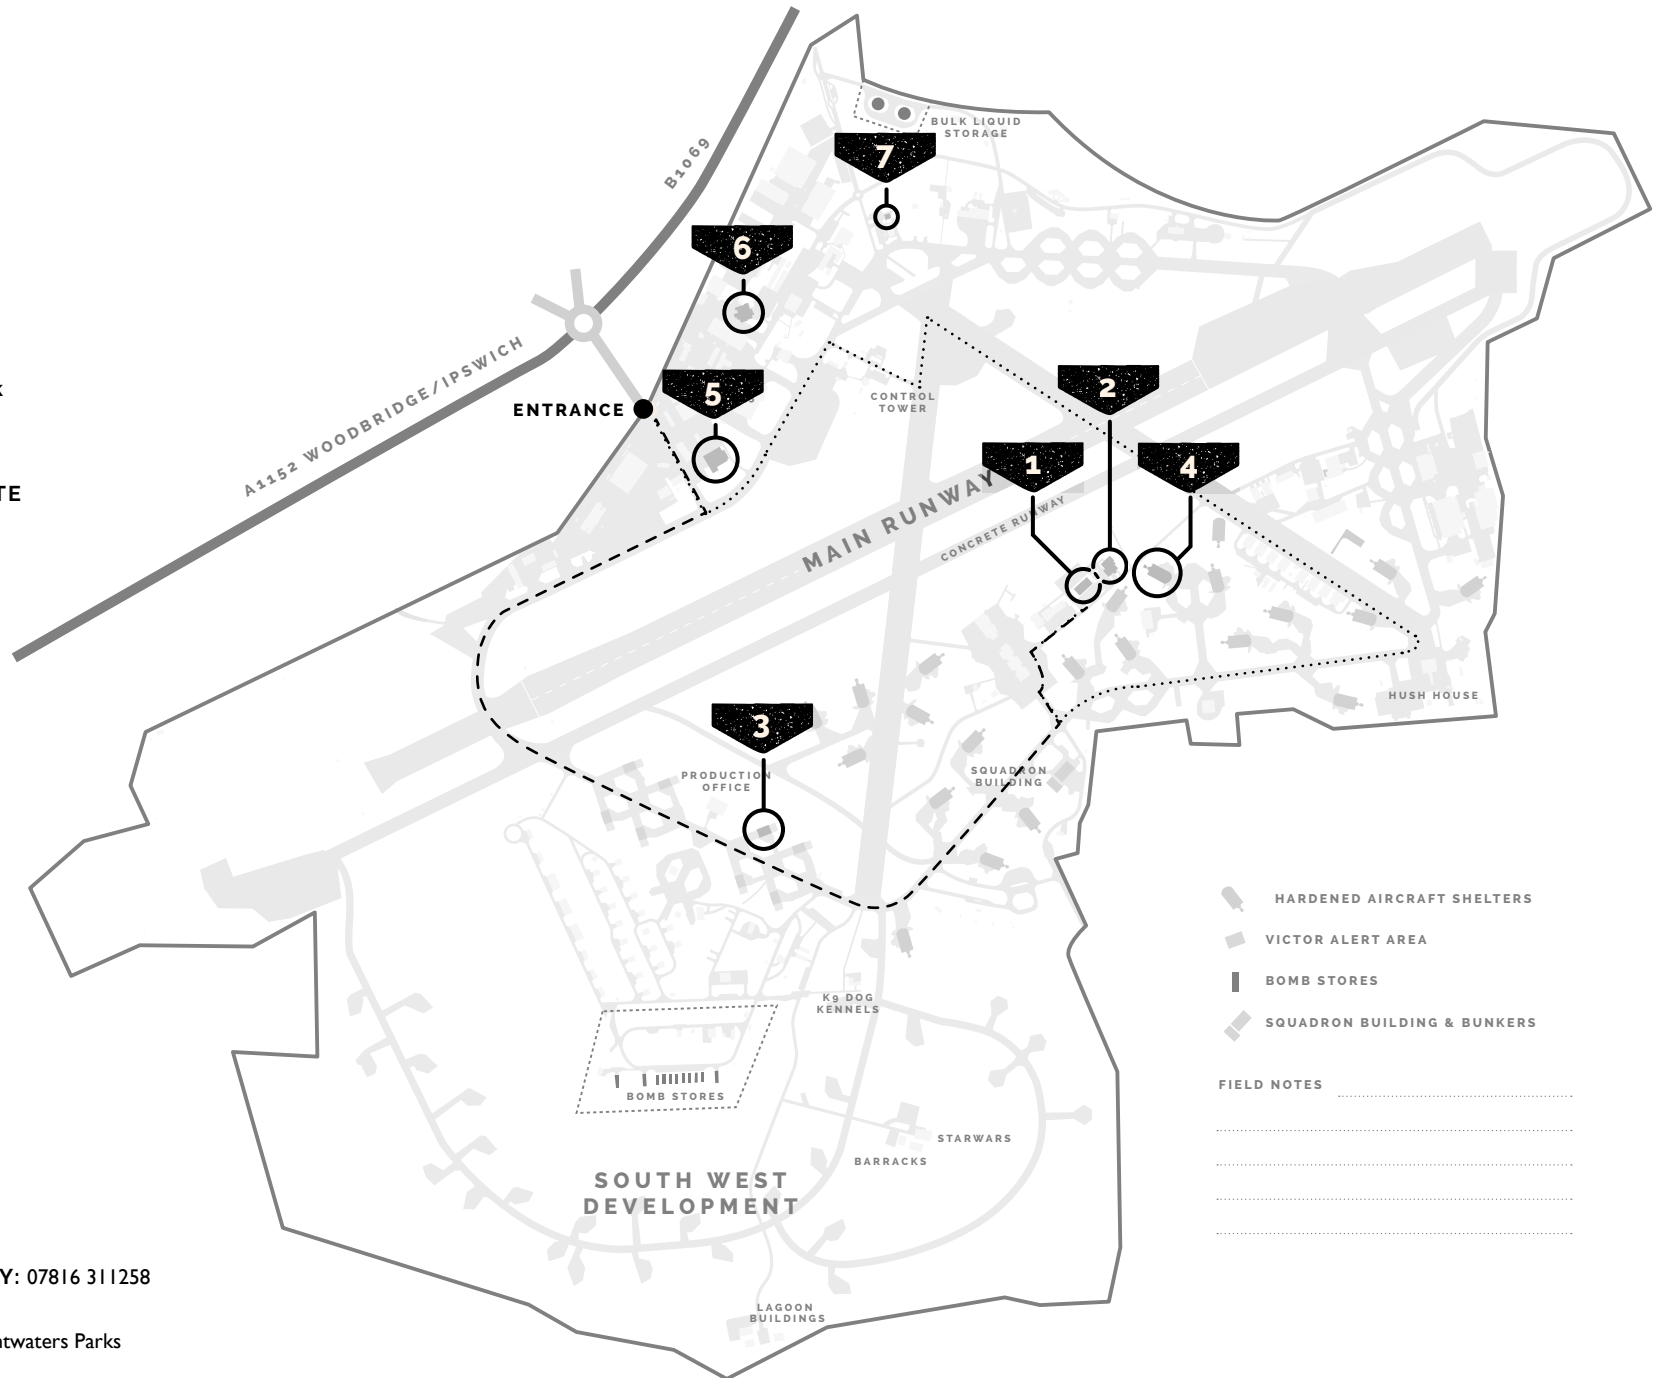 B1069
BULK LIQUID
STORAGE
7
6
A1152 WOODBRIDGE/IPSWICH
ENTRANCE
5
CONTROL
TOWER
2
1
4
TE
MAIN RUNWAY
CONCRETE RUNWAY
HUSH HOUSE
3
PRODUCTION
OFFICE
SQUADRON
BUILDING
HARDENED AIRCRAFT SHELTERS
VICTOR ALERT AREA
BOMB STORES
SQUADRON BUILDING & BUNKERS
K9 DOG
KENNELS
FIELD NOTES
BOMB STORES
STARWARS
BARRACKS
SOUTH WEST
DEVELOPMENT
Y: 07816 311258
LAGOON
BUILDINGS
ntwaters Parks